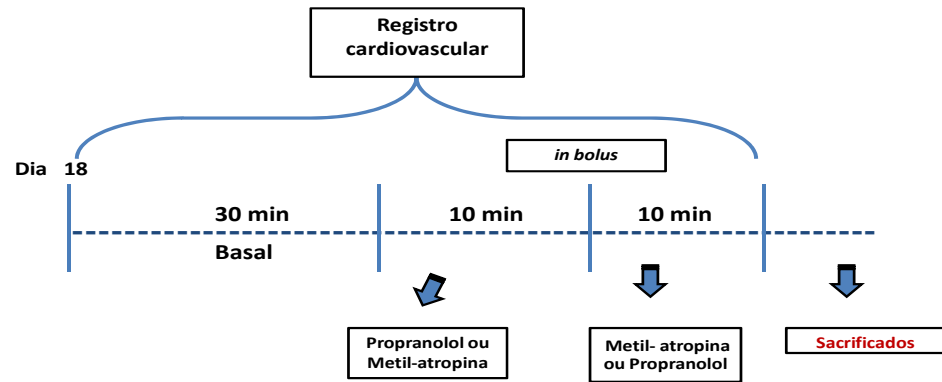 Registro
cardiovascular
in bolus
Dia 18
30 min
10 min
10 min
Basal
Propranolol ou
Metil-atropina
Metil- atropina
ou Propranolol
Sacrificados